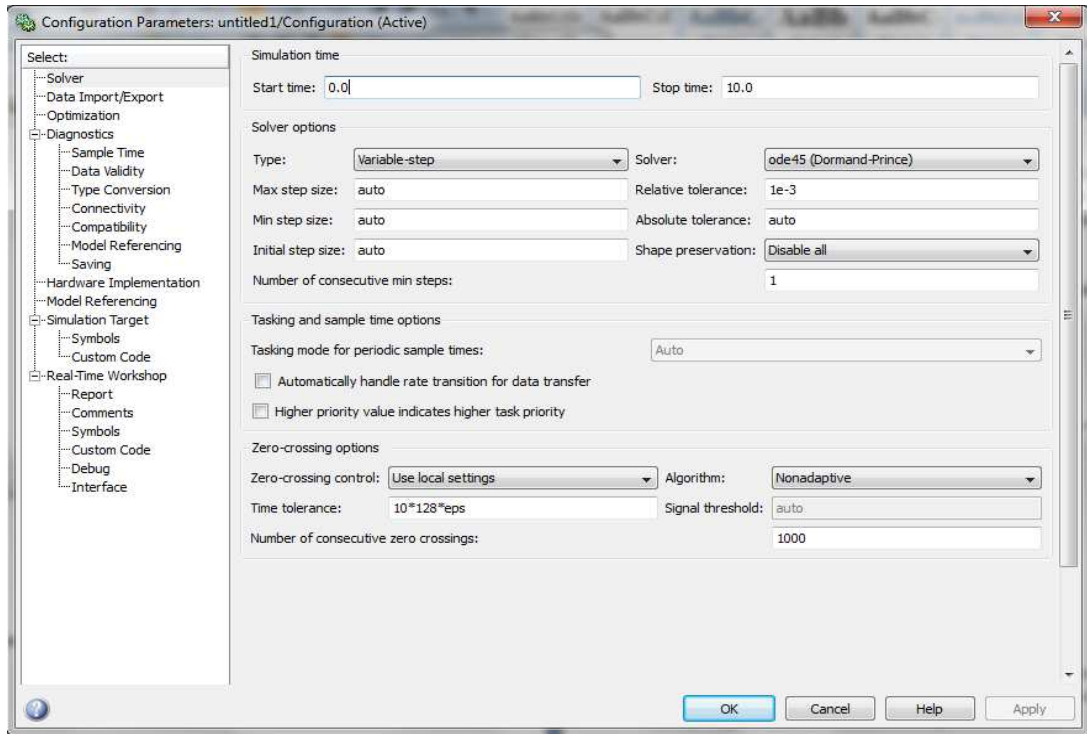 Configuration Parameters: untitled1/Configuration (Active)
Select:
Solver
Data Import/Export
Optimization
Diagnostics
Sample Time
Data Validity
Type Conversion
Connectivity
Compatibility
Model Referencing
Saving
Hardware Implementation
Model Referencing
Simulation Target
Symbols
Custom Code
Real-Time Workshop
Report
Comments
Symbols
Custom Code
Debug
Interface
Simulation time
Start time: 0.0 Stop time: 10.0
Solver options
Type: Variable-step Solver: ode45 (Dormand-Prince)
Max step size: auto Relative tolerance: 1e-3
Min step size: auto Absolute tolerance: auto
Initial step size: auto Shape preservation: Disable all
Number of consecutive min steps: 1
Tasking and sample time options
Tasking mode for periodic sample times: Auto
Automatically handle rate transition for data transfer
Higher priority value indicates higher task priority
Zero-crossing options
Zero-crossing control: Use local settings Algorithm: Nonadaptive
Time tolerance: 10*128*eps Signal threshold: auto
Number of consecutive zero crossings: 1000
OK Cancel Help Apply